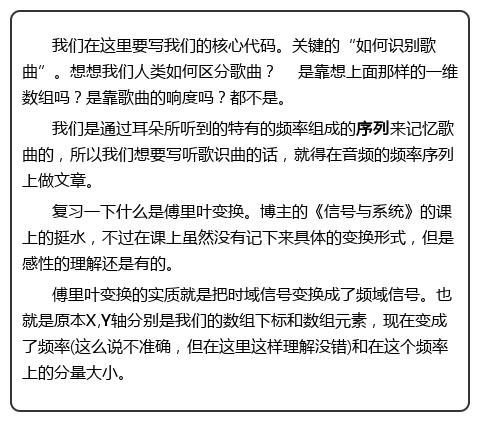 我们在这里要写我们的核心代码。关键的“如何识别歌
曲”。想想我们人类如何区分歌曲？ 是靠想上面那样的一维
数组吗？是靠歌曲的响度吗？都不是。
我们是通过耳朵所听到的特有的频率组成的序列来记忆歌
曲的，所以我们想要写听歌识曲的话，就得在音频的频率序列
上做文章。
复习一下什么是傅里叶变换。博主的《信号与系统》的课
上的挺水，不过在课上虽然没有记下来具体的变换形式，但是
感性的理解还是有的。
傅里叶变换的实质就是把时域信号变换成了频域信号。也
就是原本X,Y轴分别是我们的数组下标和数组元素，现在变成
了频率(这么说不准确，但在这里这样理解没错)和在这个频率
上的分量大小。